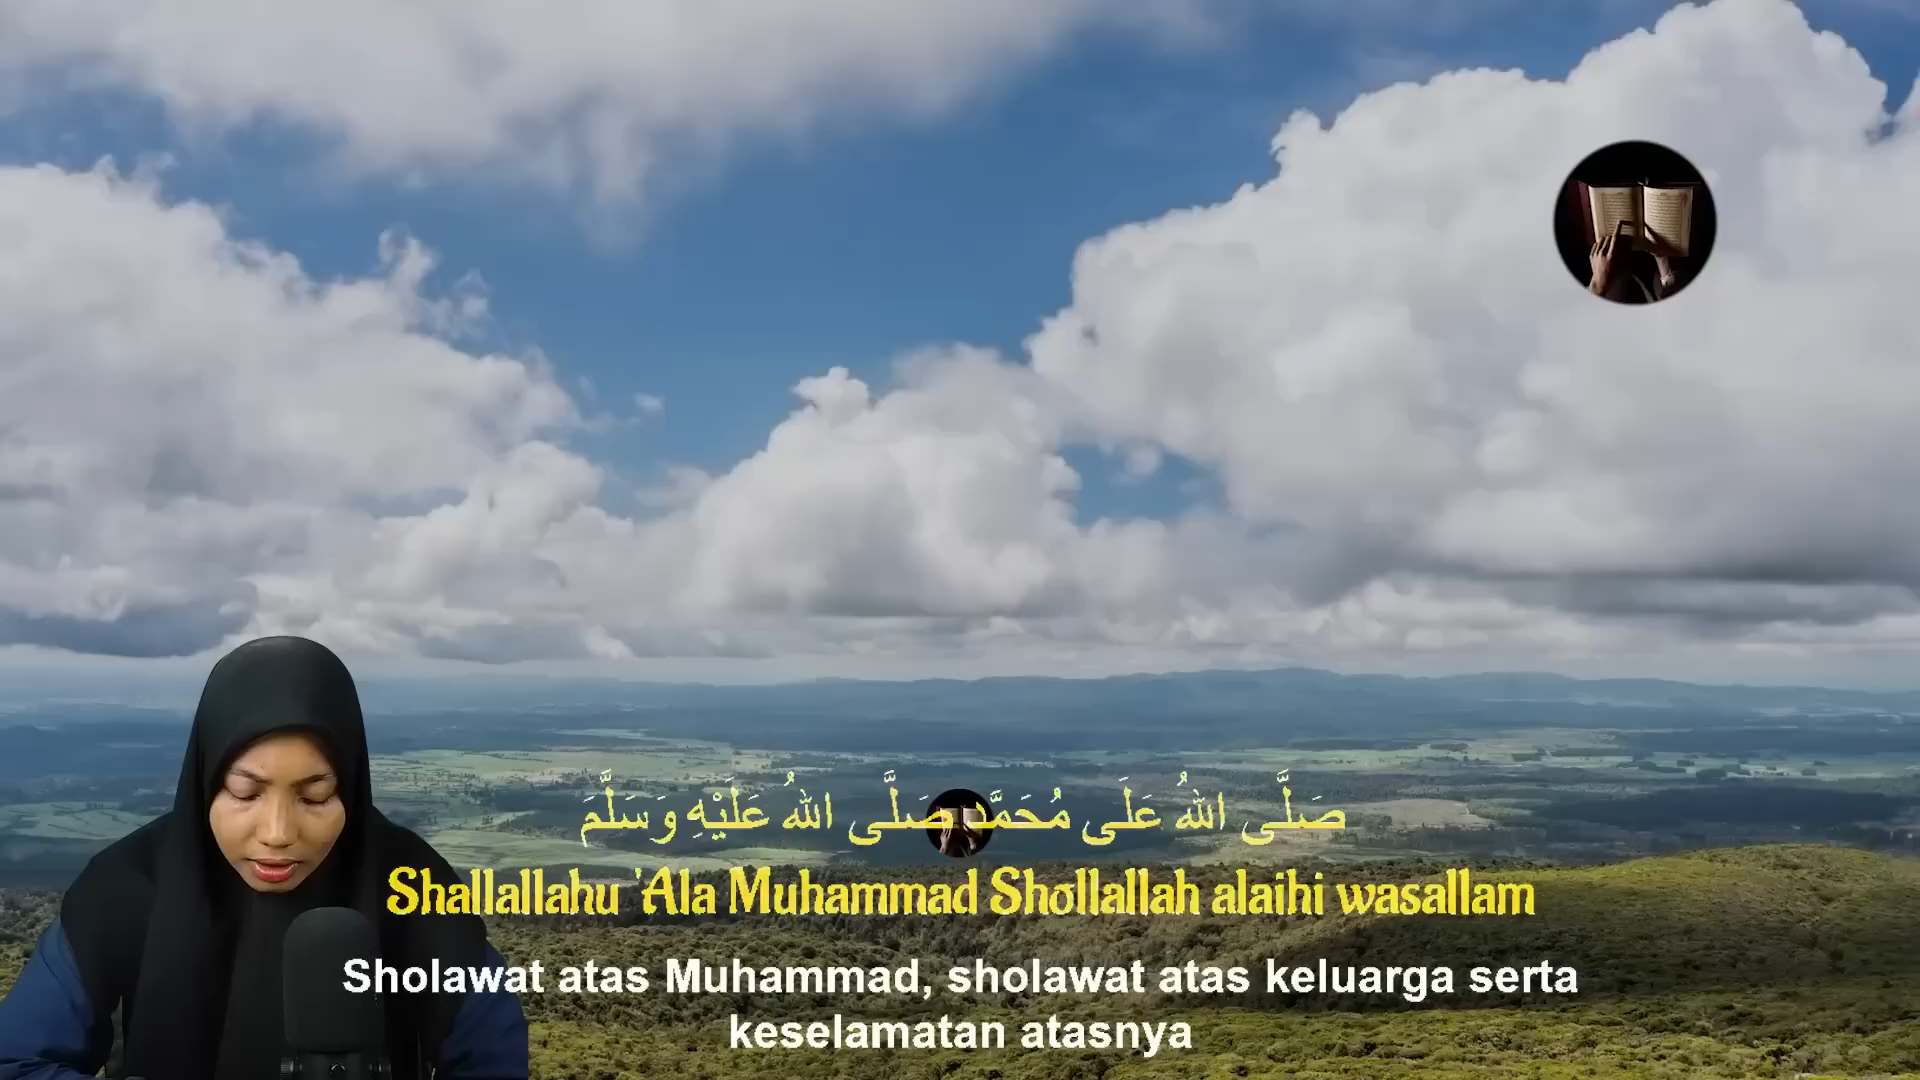 صَلَّى اللهُ عَلَى مُحَمَّد صَلَّى اللهُ عَلَيْهِ وَسَلَّمَ
Shallallahu 'Ala Muhammad Shollallah alaihi wasallam
Sholawat atas Muhammad, sholawat atas keluarga serta
keselamatan atasnya